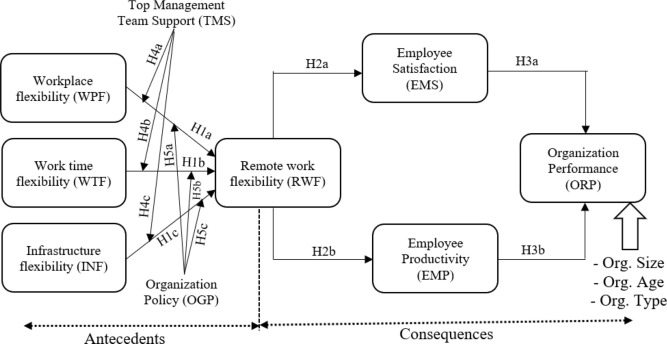 Top Management
Team Support (TMS)
Workplace
flexibility (WPF)
Work time
flexibility (WTF)
Infrastructure
flexibility (INF)
H4a
H4b
H4c
H1a
H5a
H1b
H5b
H1c
H5c
Organization
Policy (OGP)
Remote work
flexibility (RWF)
H2a
H2b
Employee
Satisfaction
(EMS)
Employee
Productivity
(EMP)
H3a
H3b
Organization
Performance
(ORP)
- Org. Size
- Org. Age
- Org. Type
Antecedents
Consequences